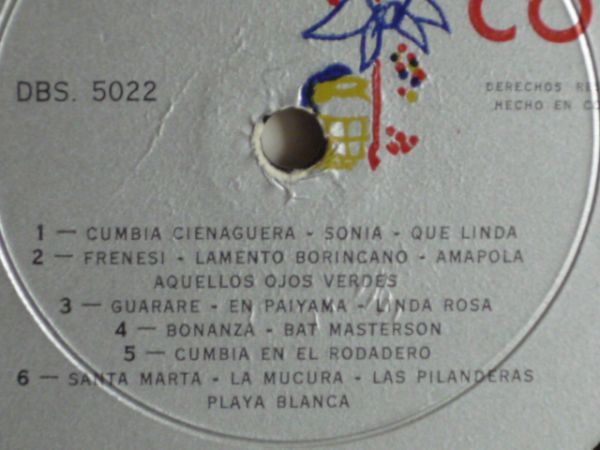 CO
DBS. 5022
DERECHOS RES
HECHO EN CO
1 — CUMBIA CIENAGUERA - SONIA - QUE LINDA
2 — FRENESI - LAMENTO BORINCANO - AMAPOLA
AQUELLOS OJOS VERDES
3 — GUARARE - EN PAIYAMA - LINDA ROSA
4 — BONANZA - BAT MASTERSON
5 — CUMBIA EN EL RODADERO
6 — SANTA MARTA - LA MUCURA - LAS PILANDERAS
PLAYA BLANCA